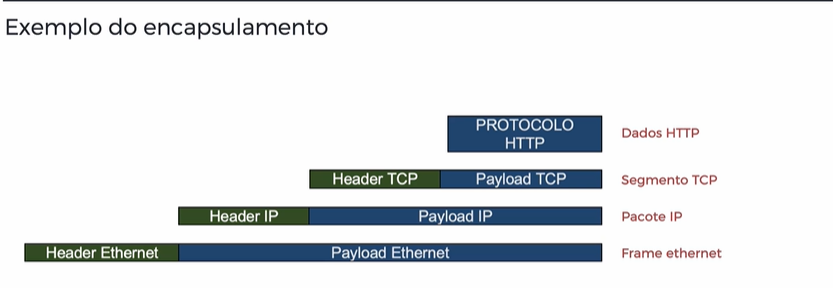 Exemplo do encapsulamento
PROTOCOLO
HTTP
Dados HTTP
Header TCP
Payload TCP
Segmento TCP
Header IP
Payload IP
Pacote IP
Header Ethernet
Payload Ethernet
Frame ethernet